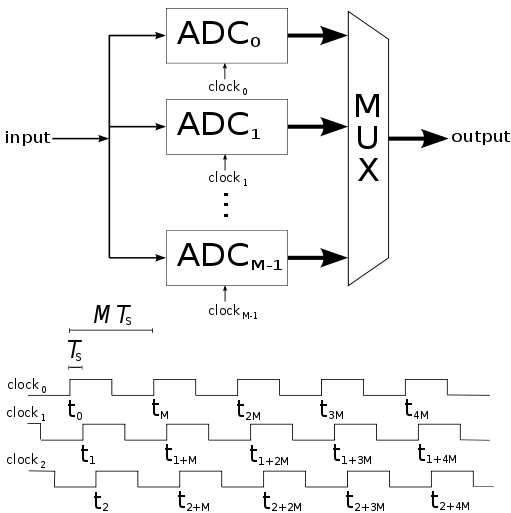 ADC0
clock0
input
ADC1
clock1
MUX
output
ADCM-1
clockM-1
M TS
TS
clock0
t0 tM t2M t3M t4M
clock1
t1 t1+M t1+2M t1+3M t1+4M
clock2
t2 t2+M t2+2M t2+3M t2+4M